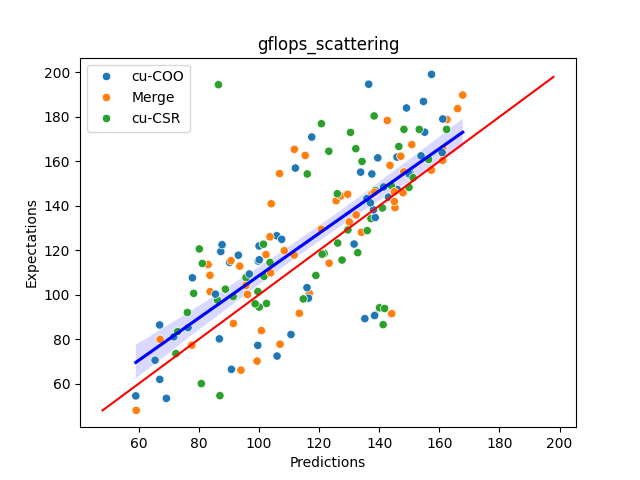 gflops_scattering
cu-COO
Merge
cu-CSR
Expectations
200
180
160
140
120
100
80
60
60 80 100 120 140 160 180 200
Predictions